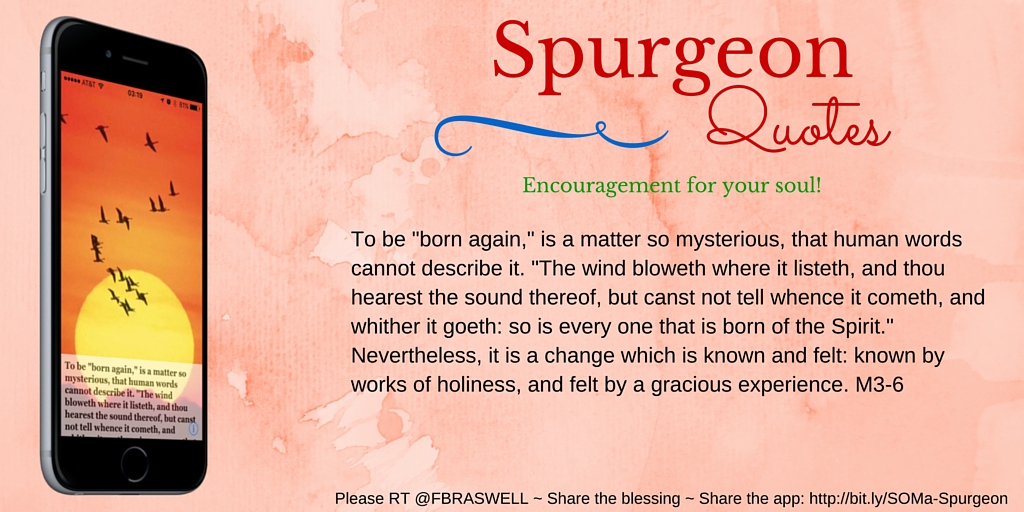 AT&T
03:19
81%
To be "born again," is a matter so
mysterious, that human words
cannot describe it. "The wind
bloweth where it listeth, and thou
hearest the sound thereof, but canst
not tell whence it cometh, and
Spurgeon
Quotes
Encouragement for your soul!
To be "born again," is a matter so mysterious, that human words
cannot describe it. "The wind bloweth where it listeth, and thou
hearest the sound thereof, but canst not tell whence it cometh, and
whither it goeth: so is every one that is born of the Spirit."
Nevertheless, it is a change which is known and felt: known by
works of holiness, and felt by a gracious experience. M3-6
Please RT @FBRASWELL ~ Share the blessing ~ Share the app: http://bit.ly/SOMa-Spurgeon